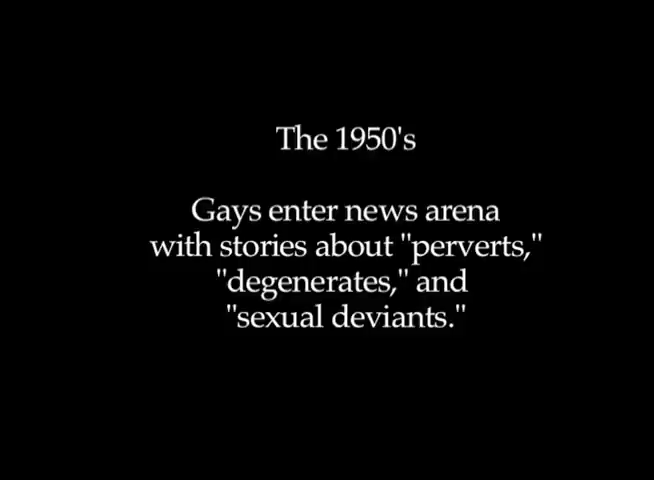 The 1950's
Gays enter news arena
with stories about "perverts,"
"degenerates," and
"sexual deviants."